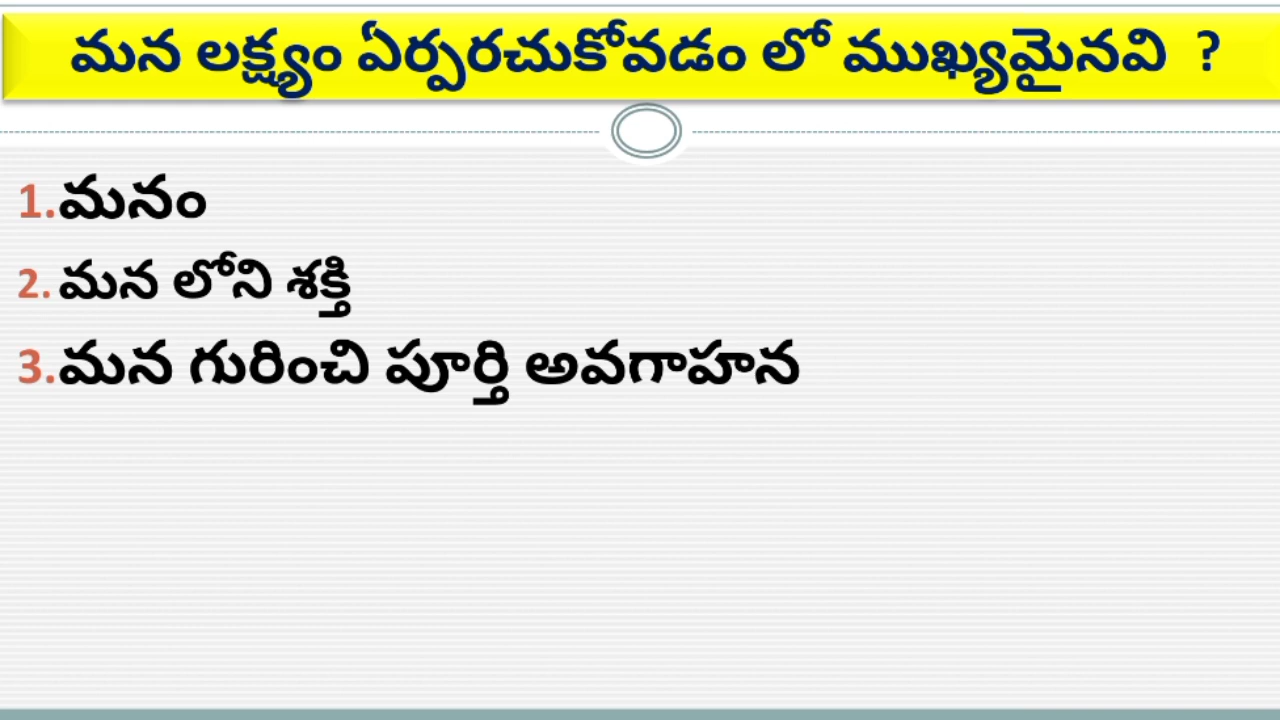 మన లక్ష్యం ఏర్పరచుకోవడం లో ముఖ్యమైనవి ?
1.మనం
2. మన లోని శక్తి
3.మన గురించి పూర్తి అవగాహన